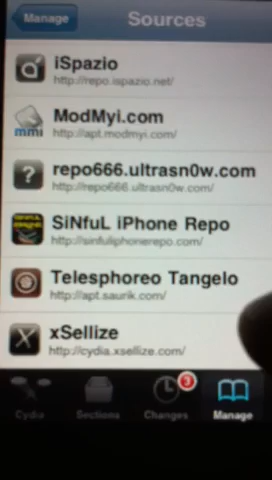 Manage
Sources
iSpazio
http://repo.ispazio.net/
ModMyi.com
mmi
http://apt.modmyi.com/
repo666.ultrasn0w.com
?
http://repo666.ultrasn0w.com/
SiNfuL iPhone Repo
http://sinfuliphonerepo.com/
Telesphoreo Tangelo
http://apt.saurik.com/
xSellize
X
http://cydia.xsellize.com/
3
Cydia
Sections
Changes
Manage